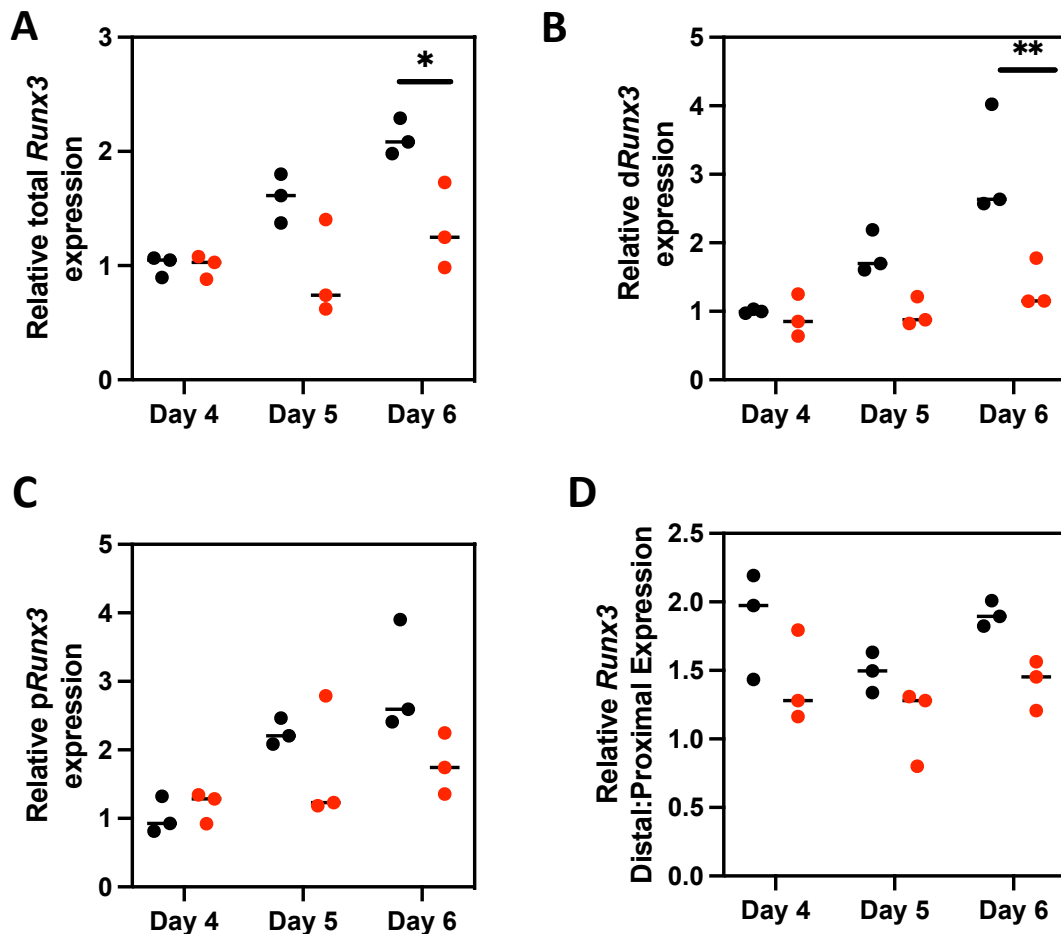 A
Relative total Runx3
expression
3
2
1
0
*
Day 4
Day 5
Day 6
B
Relative dRunx3
expression
5
4
3
2
1
0
**
Day 4
Day 5
Day 6
C
Relative pRunx3
expression
5
4
3
2
1
0
Day 4
Day 5
Day 6
D
Relative Runx3
Distal:Proximal Expression
2.5
2.0
1.5
1.0
0.5
0.0
Day 4
Day 5
Day 6